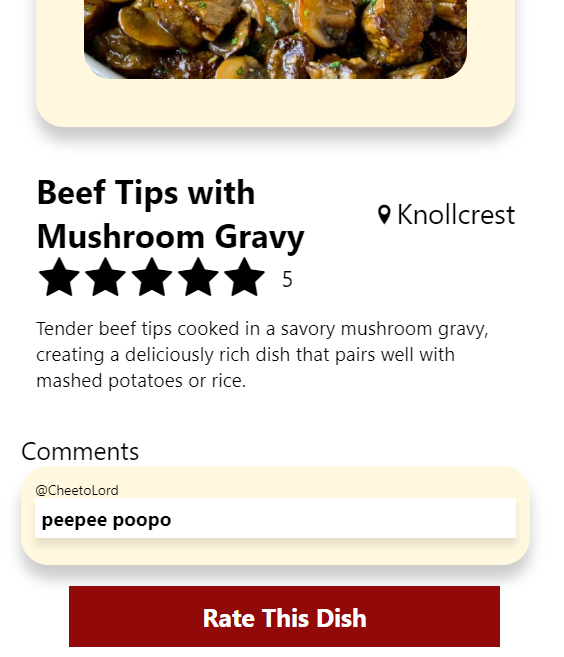 Beef Tips with
Mushroom Gravy
Knollcrest
5
Tender beef tips cooked in a savory mushroom gravy,
creating a deliciously rich dish that pairs well with
mashed potatoes or rice.
Comments
@CheetoLord
peepee poopo
Rate This Dish